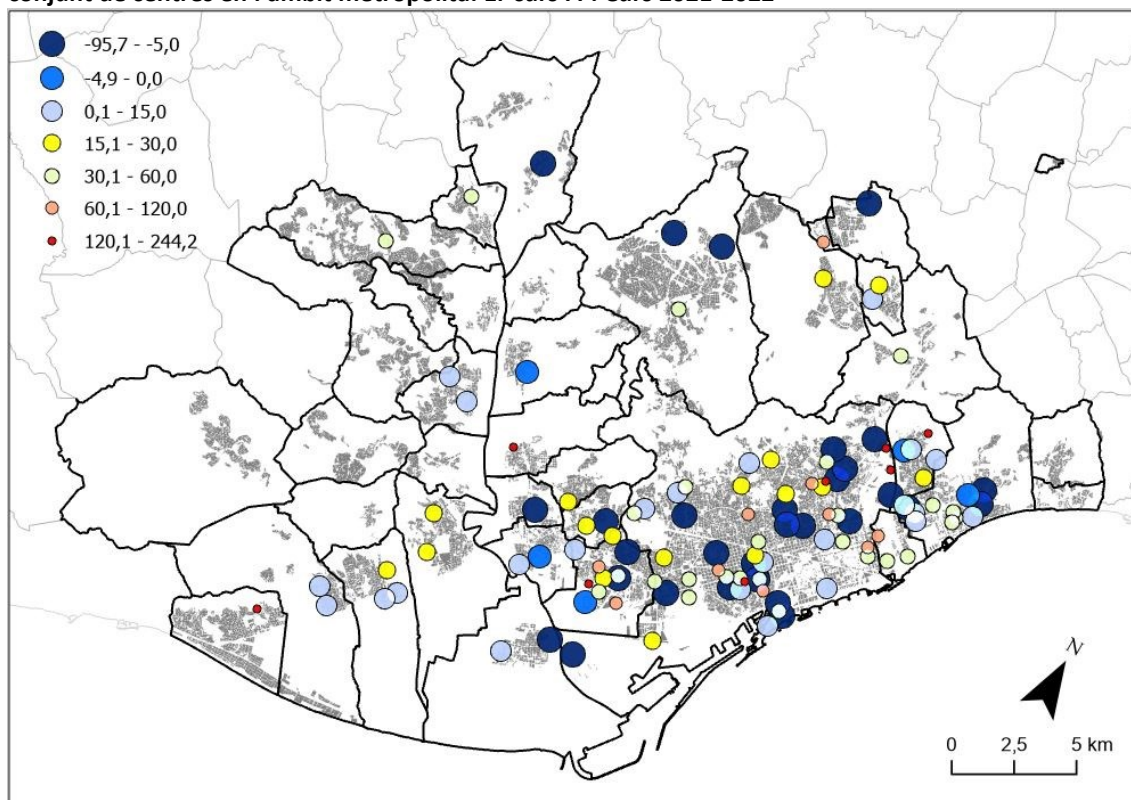 conjunt de centres en l'àmbit metropolità. 1r curs FP. Curs 2021-2022
-95,7 - -5,0
-4,9 - 0,0
0,1 - 15,0
15,1 - 30,0
30,1 - 60,0
60,1 - 120,0
120,1 - 244,2
N
0 2,5 5 km